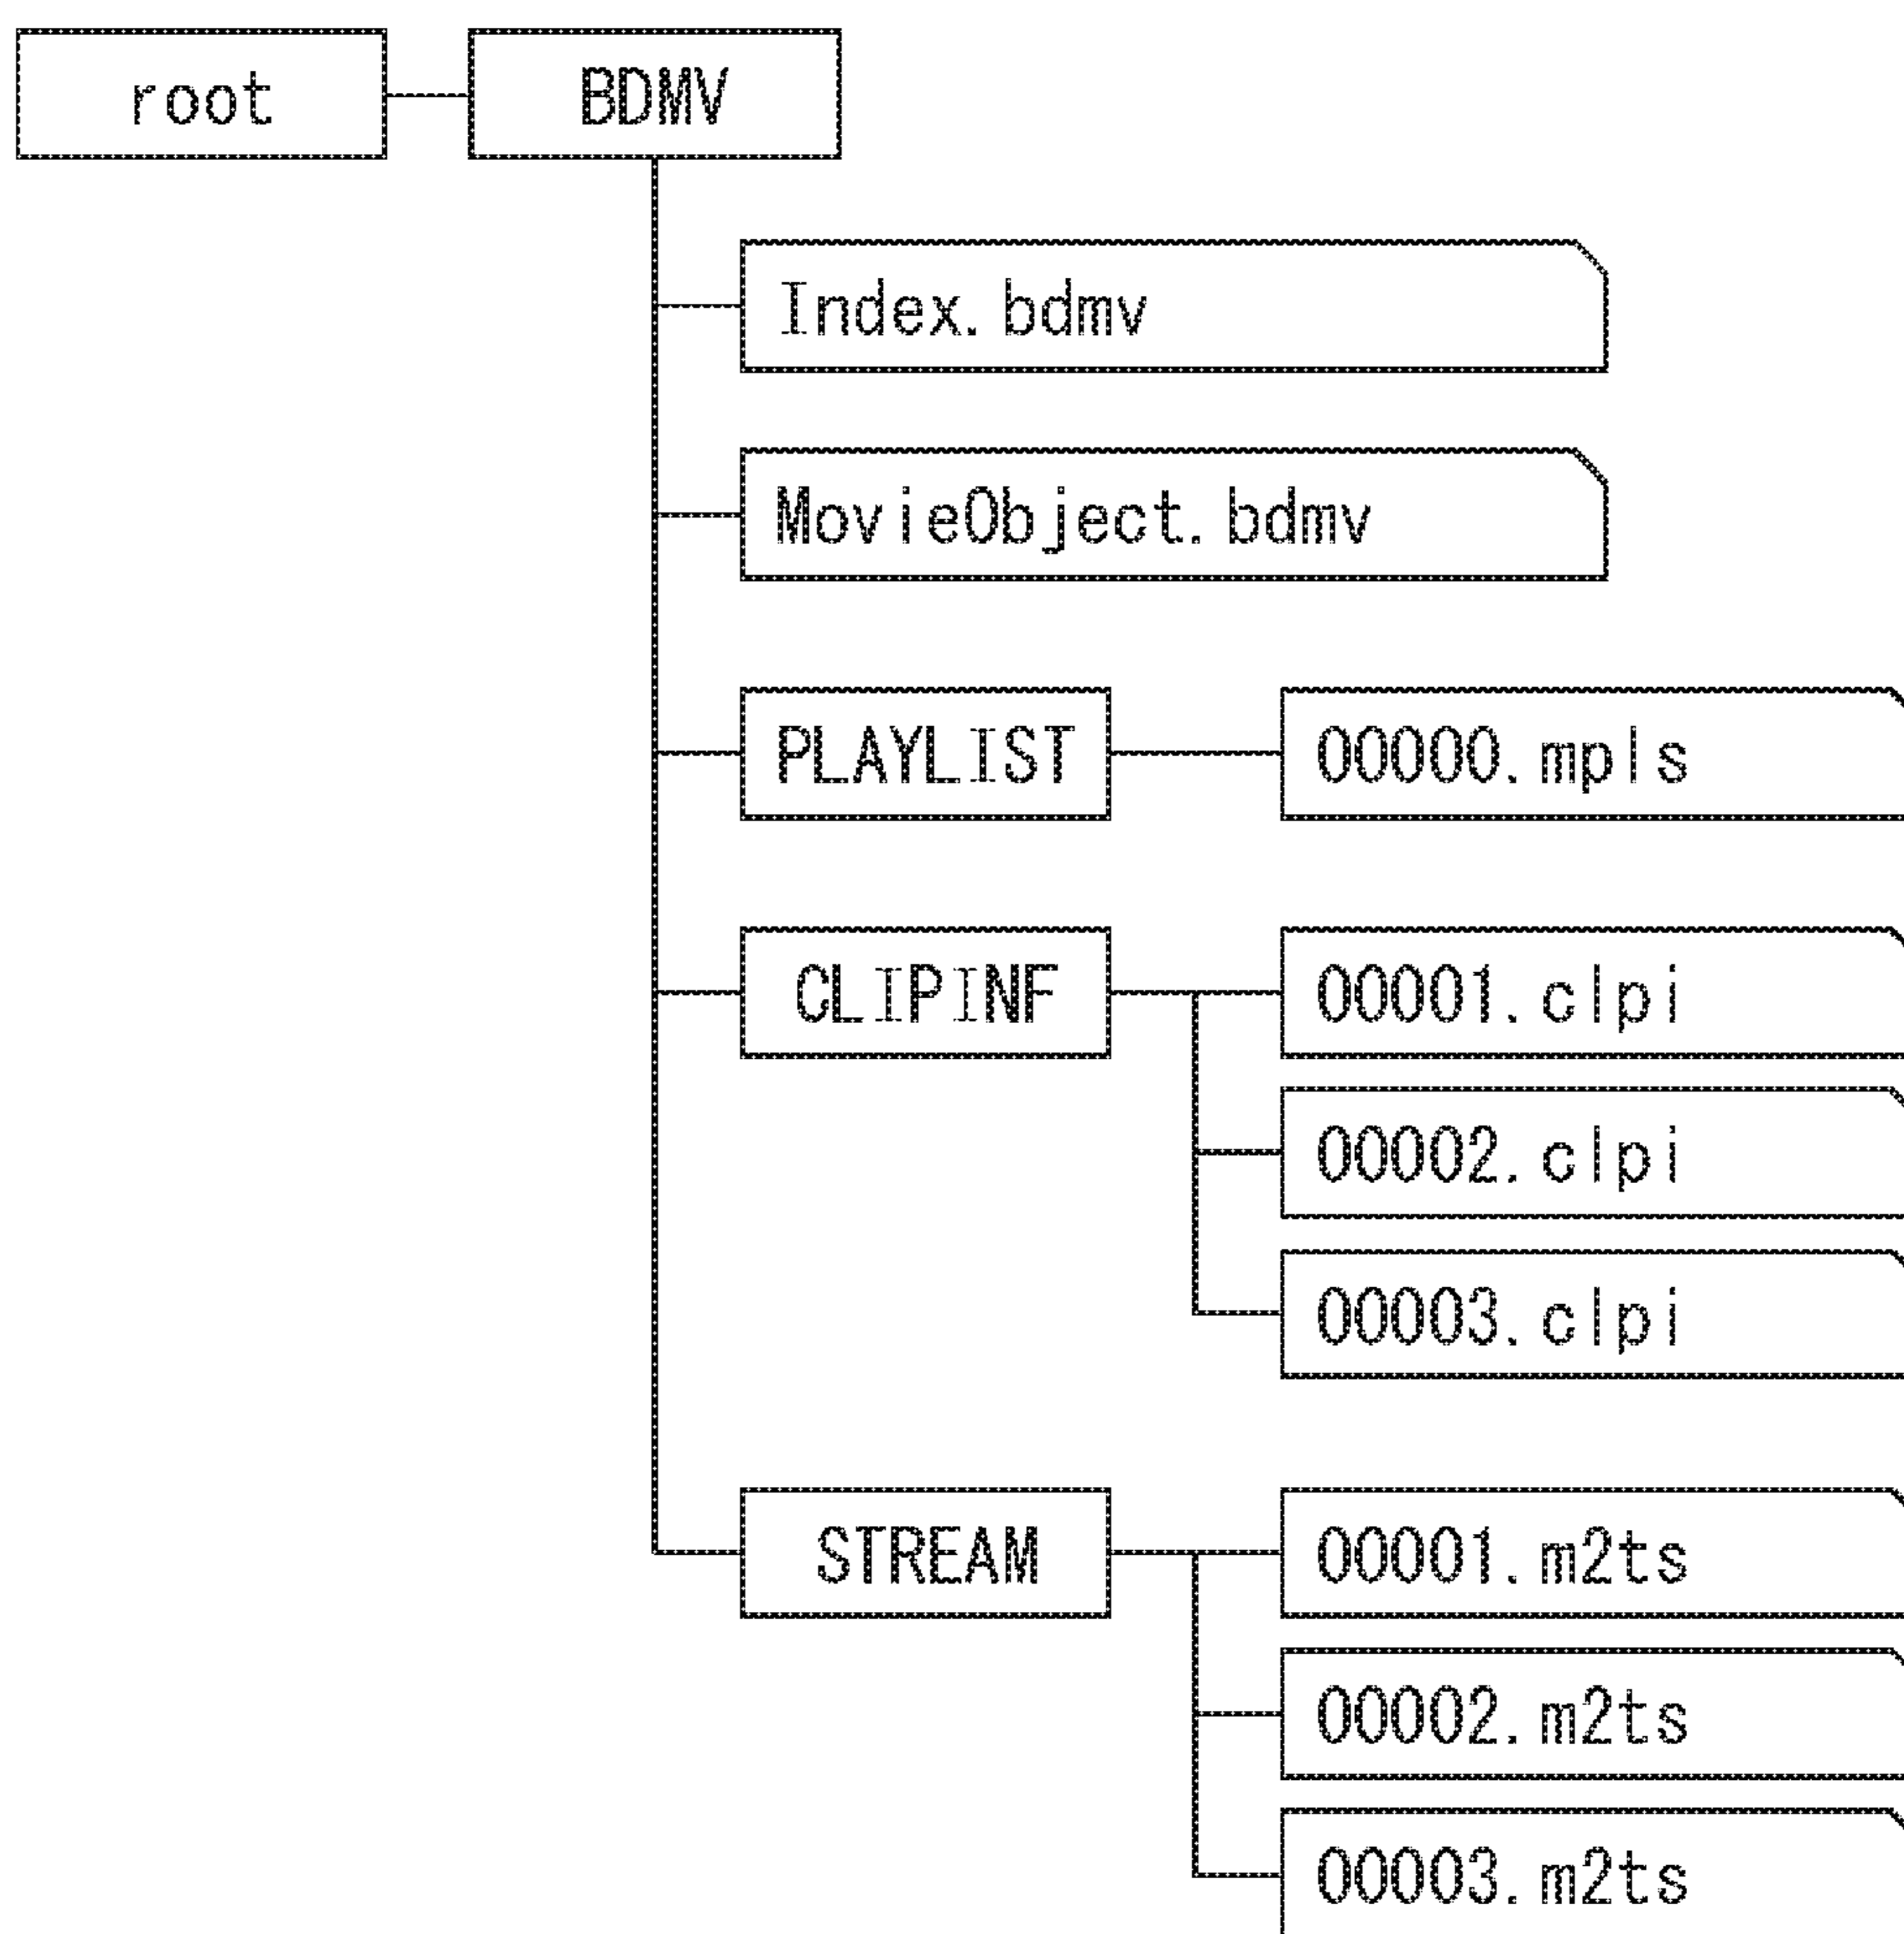 root
BDMV
Index.bdmv
MovieObject.bdmv
PLAYLIST
00000.mpls
CLIPINF
00001.clpi
00002.clpi
00003.clpi
STREAM
00001.m2ts
00002.m2ts
00003.m2ts